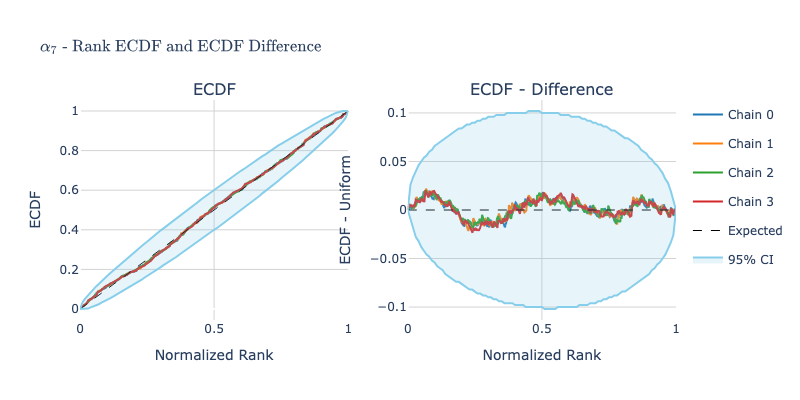 α₇ - Rank ECDF and ECDF Difference
ECDF
ECDF - Difference
ECDF
1
0.8
0.6
0.4
0.2
0
0
0.5
1
Normalized Rank
ECDF - Uniform
0.1
0.05
0
−0.05
−0.1
0
0.5
1
Normalized Rank
Chain 0
Chain 1
Chain 2
Chain 3
Expected
95% CI